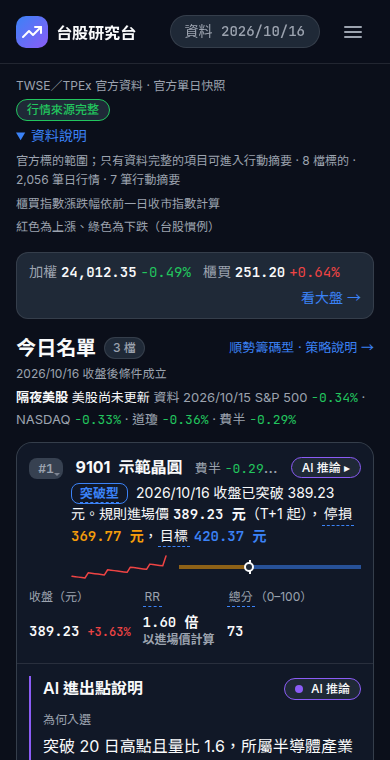 台股研究台
資料 2026/10/16
TWSE／TPEx 官方資料 · 官方單日快照
行情來源完整
▼ 資料說明
官方標的範圍；只有資料完整的項目可進入行動摘要 · 8 檔標的 ·
2,056 筆日行情 · 7 筆行動摘要
櫃買指數漲跌幅依前一日收市指數計算
紅色為上漲、綠色為下跌（台股慣例）
加權 24,012.35 -0.49% 櫃買 251.20 +0.64%
看大盤 →
今日名單 3 檔 順勢籌碼型 · 策略說明 →
2026/10/16 收盤後條件成立
隔夜美股 美股尚未更新 資料 2026/10/15 S&P 500 -0.34% ·
NASDAQ -0.33% · 道瓊 -0.36% · 費半 -0.29%
#1 9101 示範晶圓 費半 -0.29… AI 推論 ▸
突破型 2026/10/16 收盤已突破 389.23
元。規則進場價 389.23 元（T+1 起），停損
369.77 元，目標 420.37 元
收盤（元） RR 總分（0–100）
389.23 +3.63% 1.60 倍 73
以進場價計算
AI 進出點說明 AI 推論
為何入選
突破 20 日高點且量比 1.6，所屬半導體產業